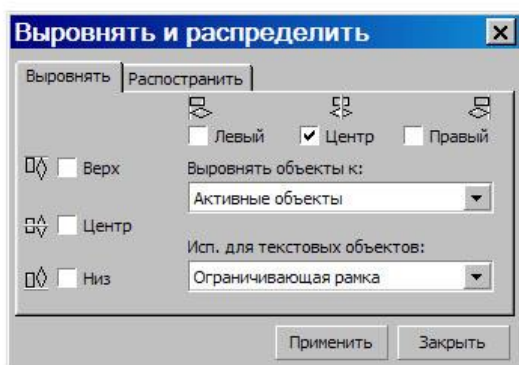 Выровнять и распределить
Выровнять Распостранить
Левый Центр Правый
Верх Выровнять объекты к:
Активные объекты
Центр
Исп. для текстовых объектов:
Низ Ограничивающая рамка
Применить Закрыть